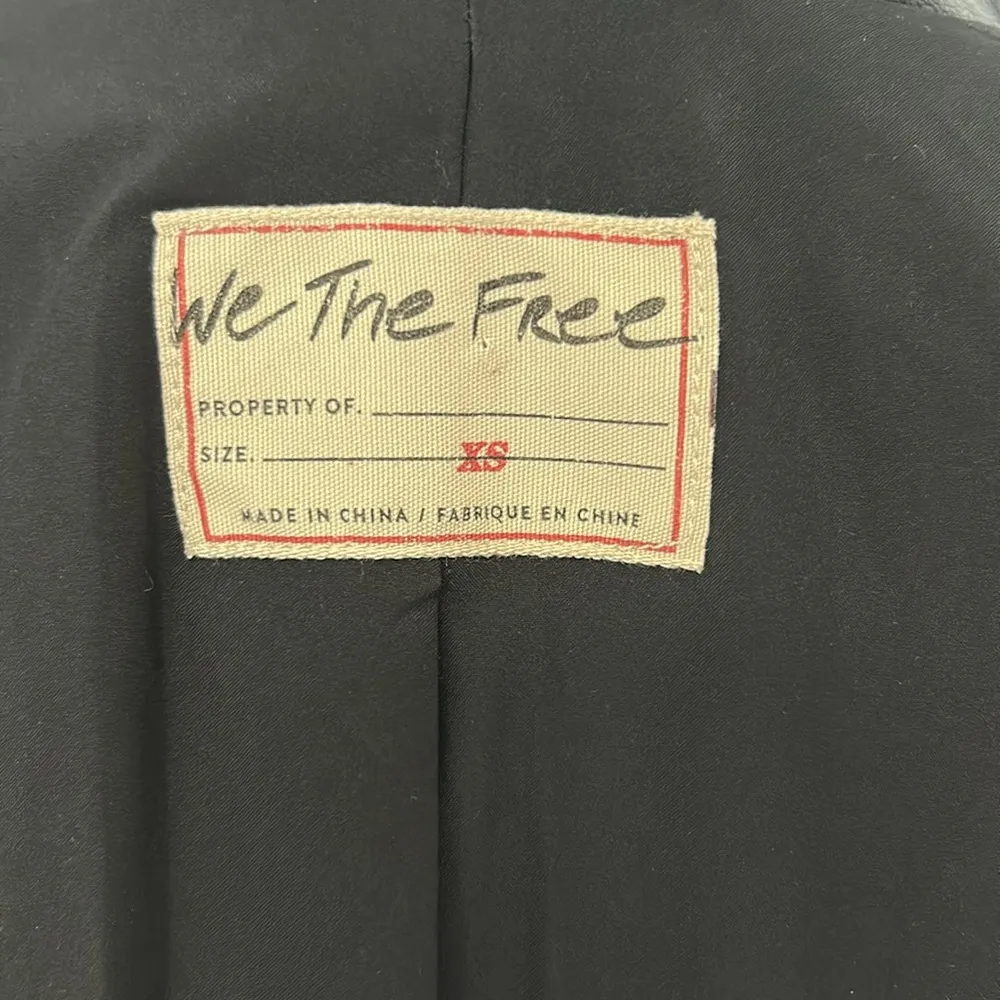 We The Free
PROPERTY OF.
SIZE. XS
MADE IN CHINA / FABRIQUE EN CHINE